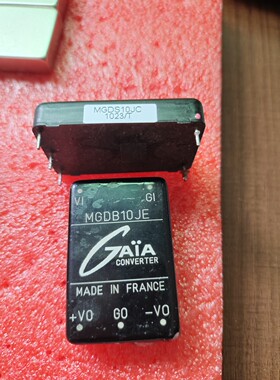 MGDS10JC
1023/T
VI GI
MGDB10JE
GAÏA
CONVERTER
MADE IN FRANCE
+VO GO -VO